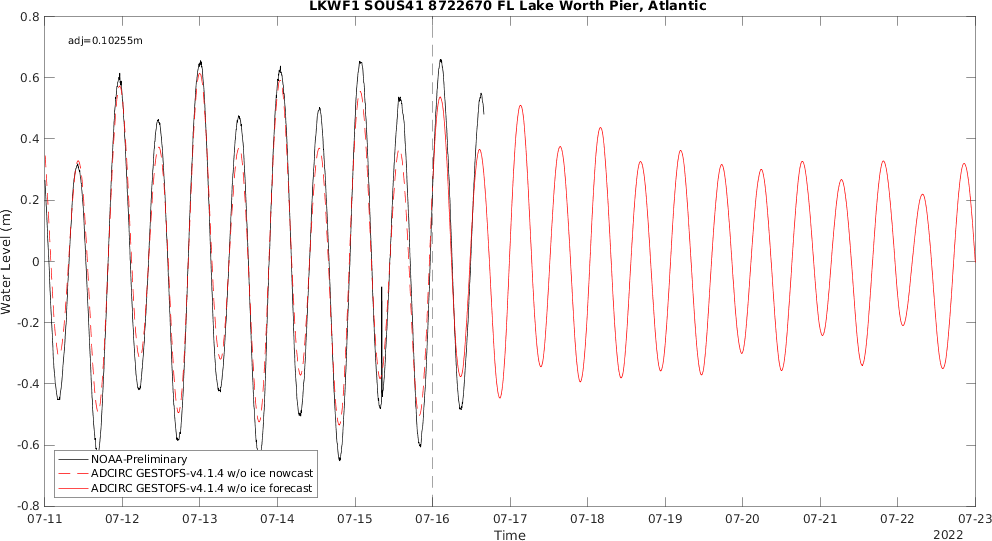 LKWF1 SOUS41 8722670 FL Lake Worth Pier, Atlantic
adj=0.10255m
0.8
0.6
0.4
0.2
0
-0.2
-0.4
-0.6
-0.8
Water Level (m)
NOAA-Preliminary
ADCIRC GESTOFS-v4.1.4 w/o ice nowcast
ADCIRC GESTOFS-v4.1.4 w/o ice forecast
07-11 07-12 07-13 07-14 07-15 07-16 07-17 07-18 07-19 07-20 07-21 07-22 07-23
Time
2022